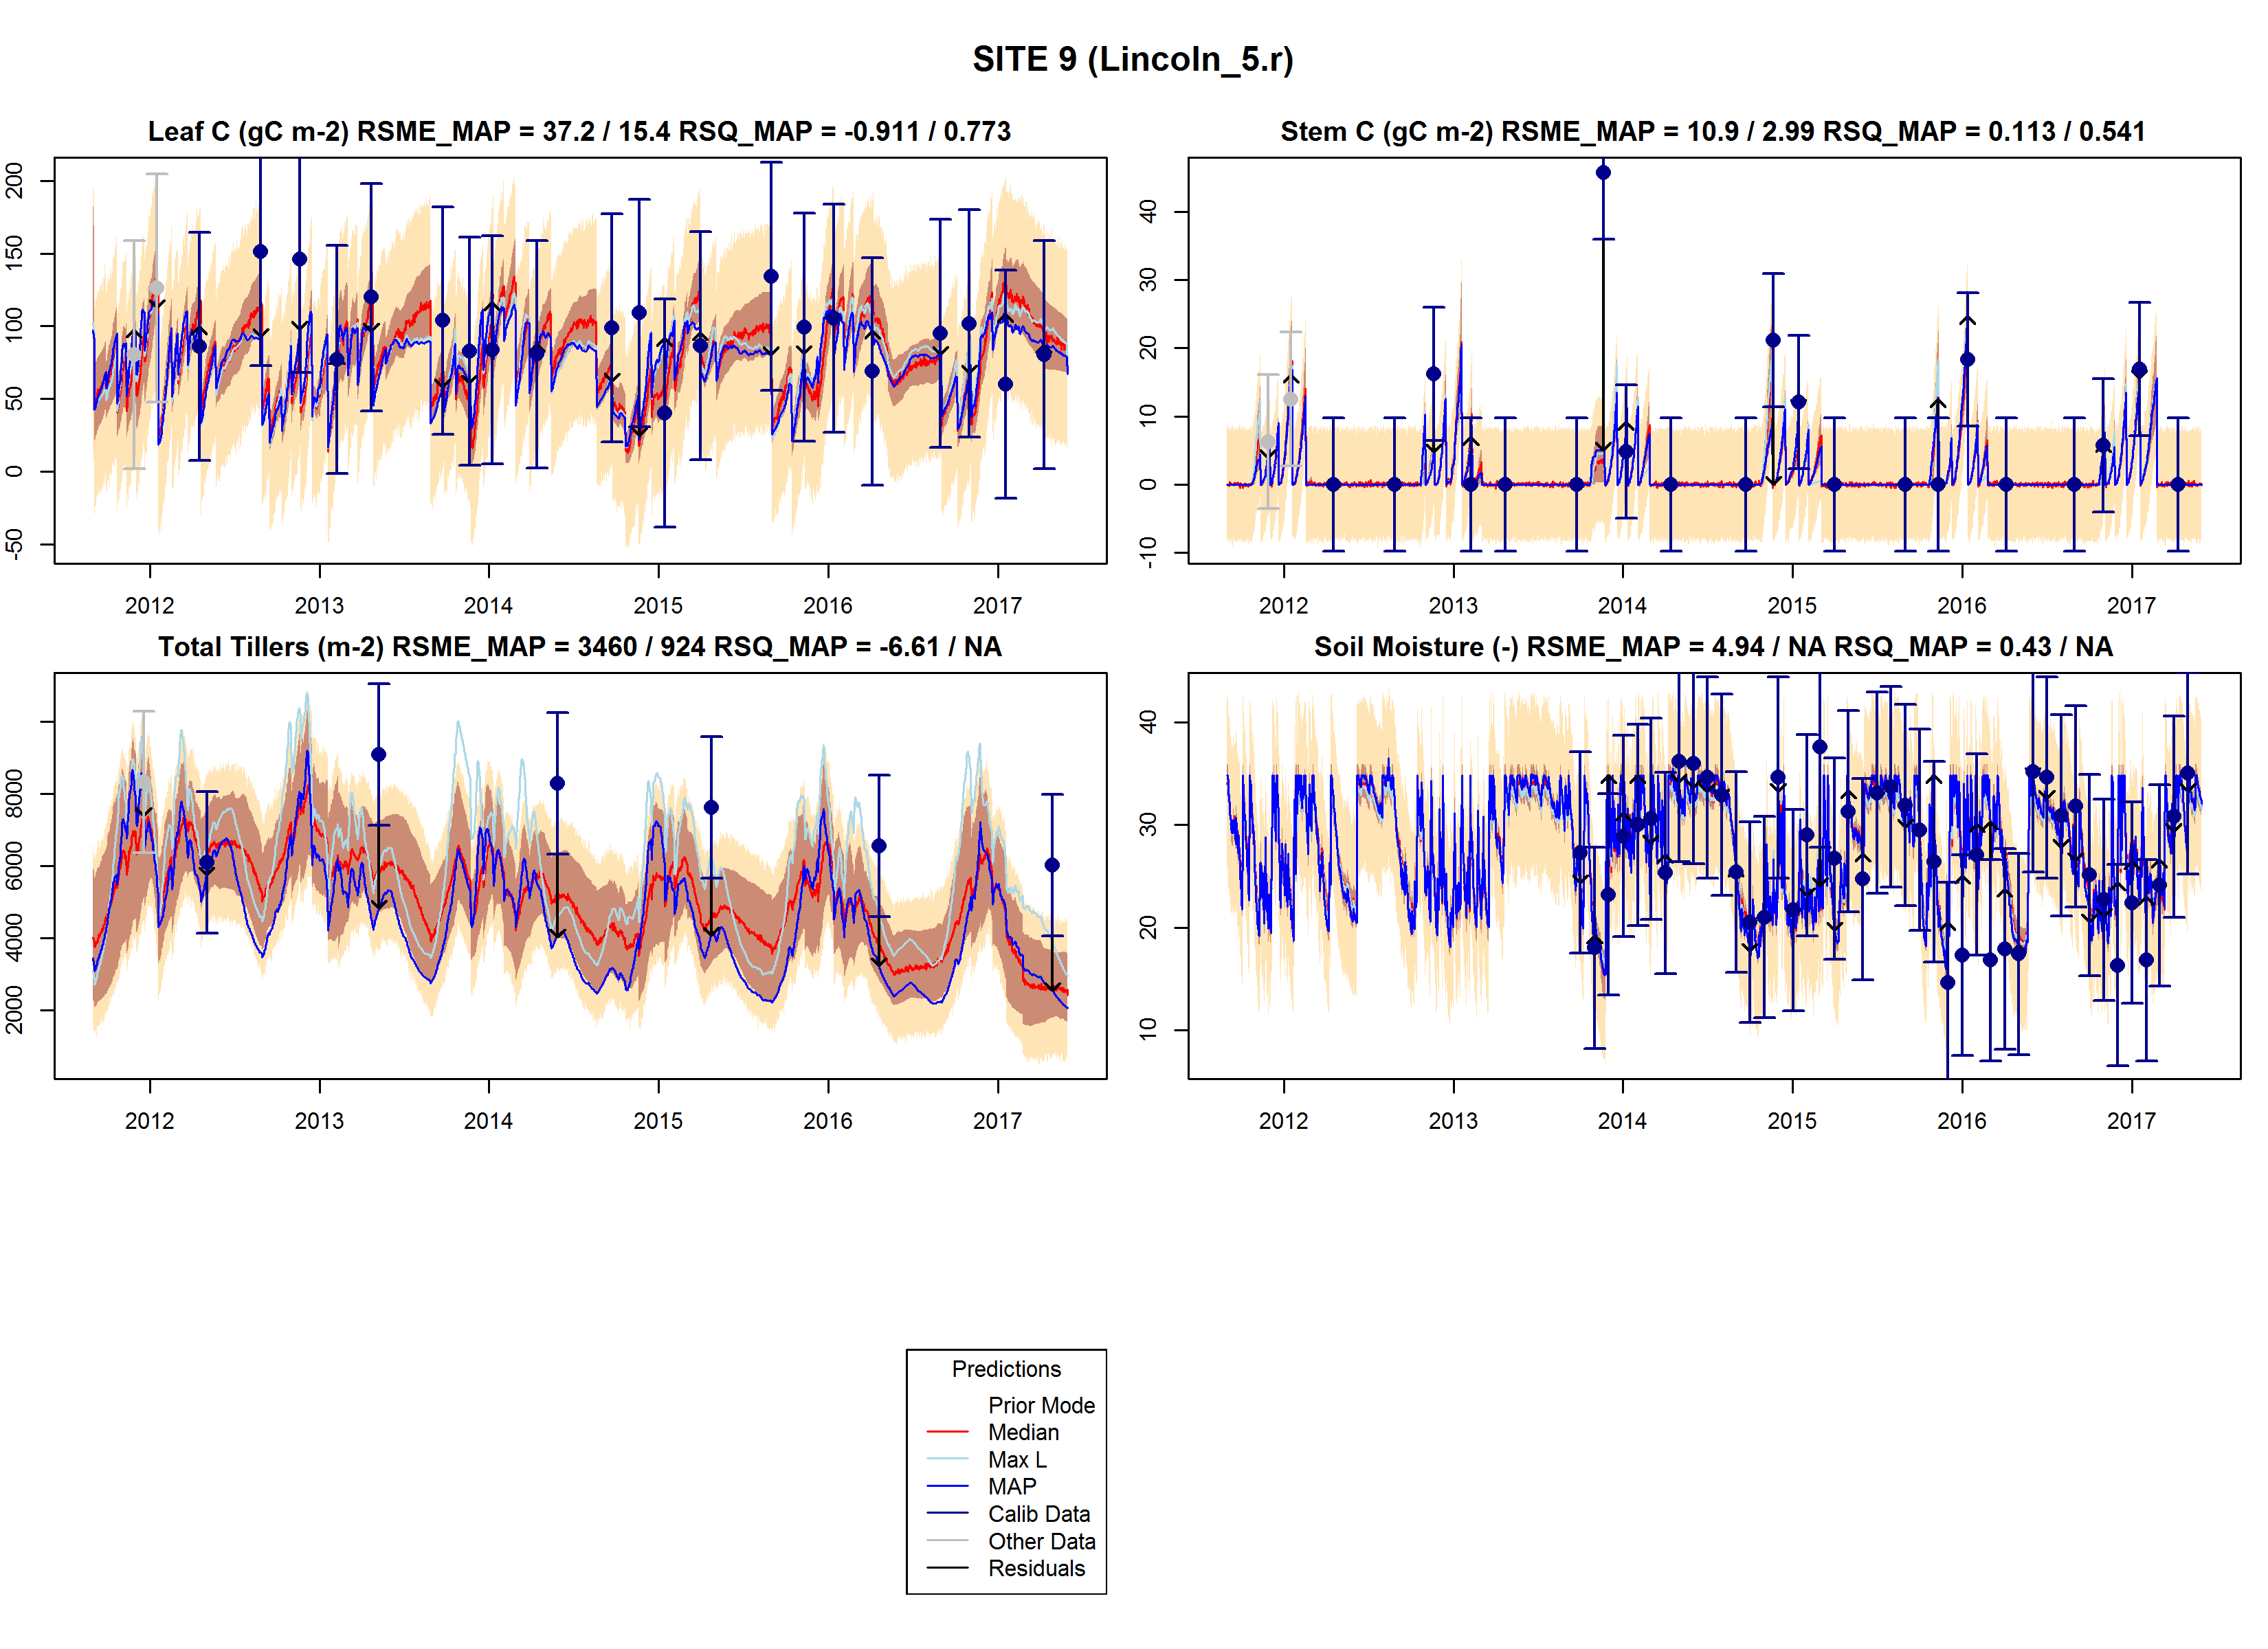 SITE 9 (Lincoln_5.r)
Leaf C (gC m-2) RSME_MAP = 37.2 / 15.4 RSQ_MAP = -0.911 / 0.773
200
150
100
50
0
-50
2012 2013 2014 2015 2016 2017
Stem C (gC m-2) RSME_MAP = 10.9 / 2.99 RSQ_MAP = 0.113 / 0.541
40
30
20
10
0
-10
2012 2013 2014 2015 2016 2017
Total Tillers (m-2) RSME_MAP = 3460 / 924 RSQ_MAP = -6.61 / NA
8000
6000
4000
2000
2012 2013 2014 2015 2016 2017
Soil Moisture (-) RSME_MAP = 4.94 / NA RSQ_MAP = 0.43 / NA
40
30
20
10
2012 2013 2014 2015 2016 2017
Predictions
Prior Mode
Median
Max L
MAP
Calib Data
Other Data
Residuals